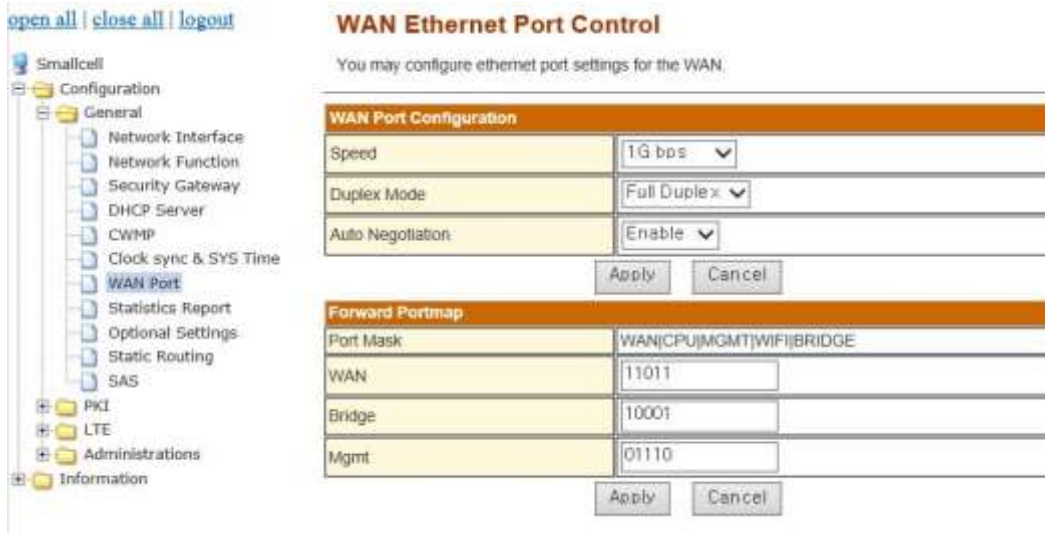 open all | close all | logout
Smallcell
Configuration
General
Network Interface
Network Function
Security Gateway
DHCP Server
CWMP
Clock sync & SYS Time
WAN Port
Statistics Report
Optional Settings
Static Routing
SAS
PKI
LTE
Administrations
Information
WAN Ethernet Port Control
You may configure ethernet port settings for the WAN.
WAN Port Configuration
Speed 1G bps
Duplex Mode Full Duplex
Auto Negotiation Enable
Apply Cancel
Forward Portmap
Port Mask WAN|CPU|MGMT|WIFI|BRIDGE
WAN 11011
Bridge 10001
Mgmt 01110
Apply Cancel